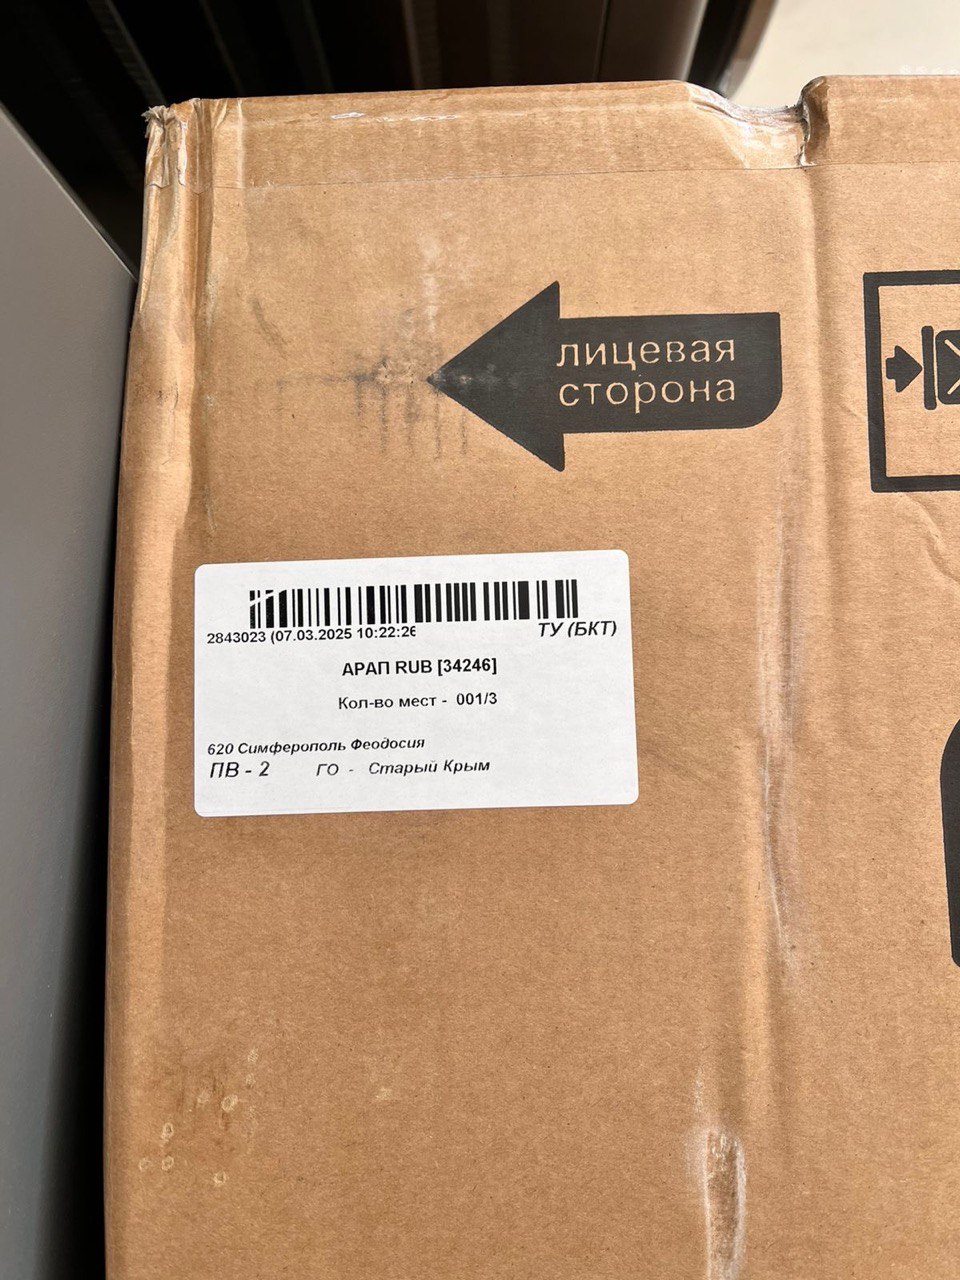 лицевая
сторона
2843023 (07.03.2025 10:22:26
ТУ (БКТ)
АРАП RUB [34246]
Кол-во мест - 001/3
620 Симферополь Феодосия
ПВ - 2 ГО - Старый Крым